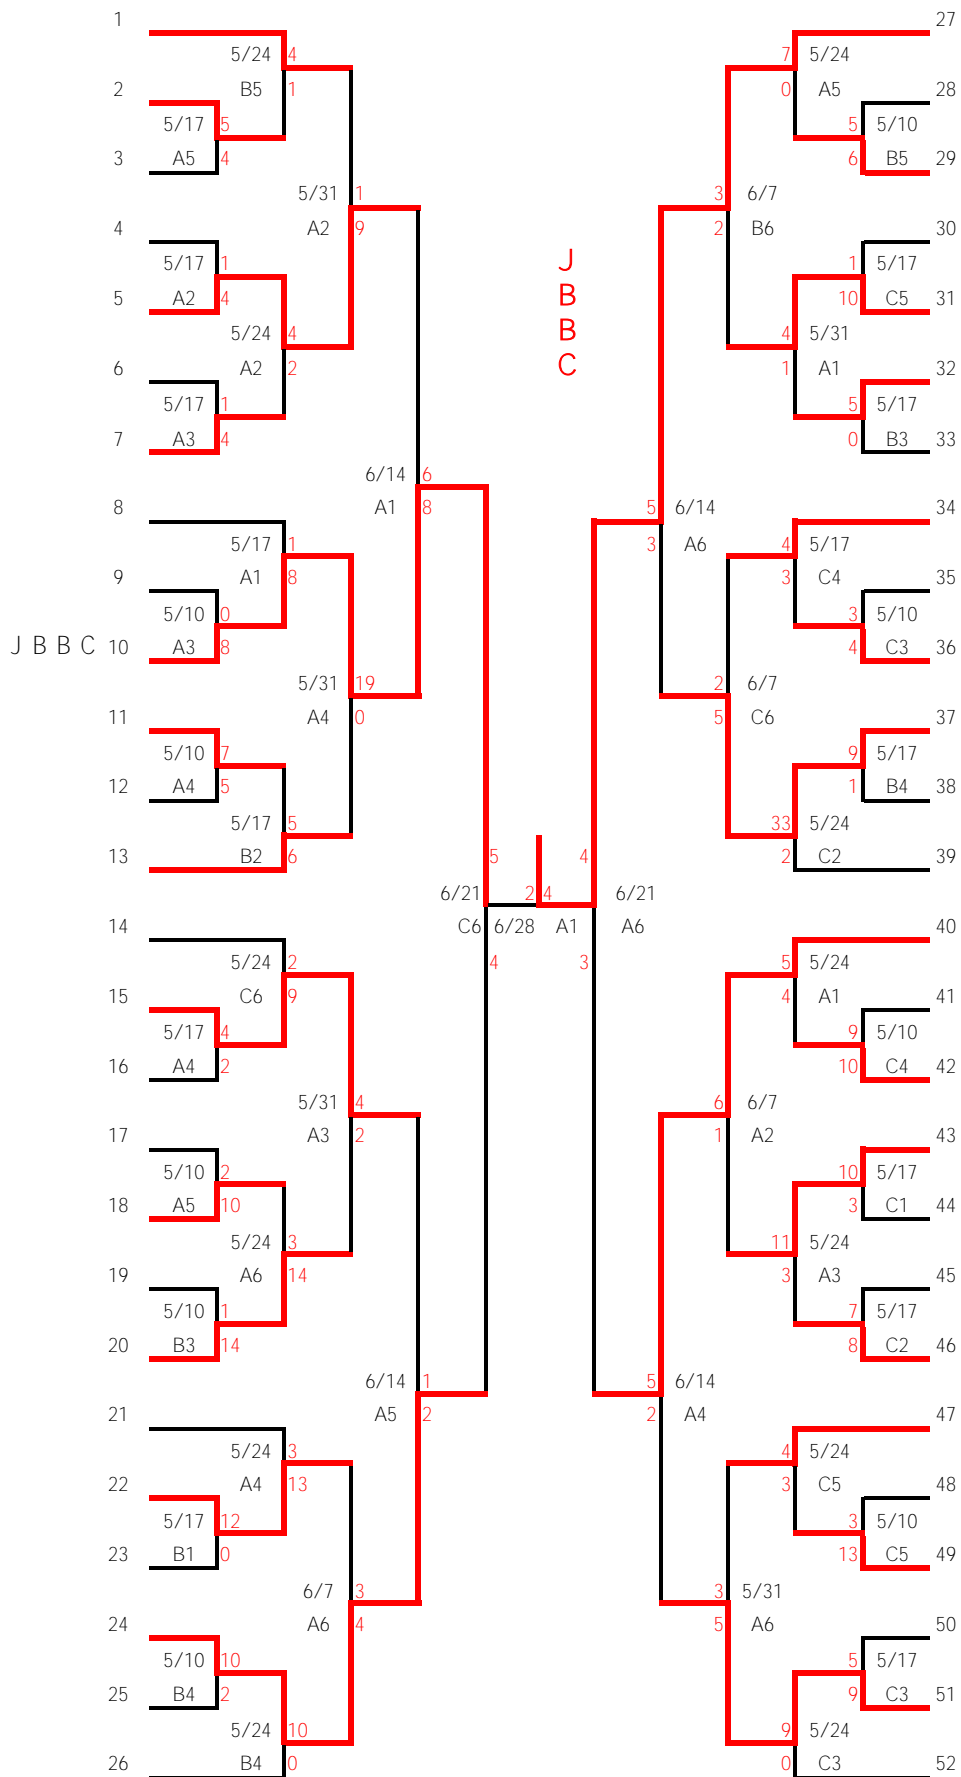 1 27
5/24 4 7 5/24
2 B5 1 0 A5 28
5/17 5 5 5/10
3 A5 4 6 B5 29
5/31 1 3 6/7
4 A2 9 2 B6 30
5/17 1 J 1 5/17
5 A2 4 B 10 C5 31
5/24 4 B 4 5/31
6 A2 2 C 1 A1 32
5/17 1 5 5/17
7 A3 4 0 B3 33
6/14 6
8 A1 8 5 6/14 34
5/17 1 3 A6 4 5/17
9 A1 8 3 C4 35
5/10 0 3 5/10
J B B C 10 A3 8 4 C3 36
5/31 19 2 6/7
11 A4 0 5 C6 37
5/10 7 9 5/17
12 A4 5 1 B4 38
5/17 5 33 5/24
13 B2 6 5 4 2 C2 39
6/21 2 4 6/21
14 C6 6/28 A1 A6 40
5/24 2 4 3 5 5/24
15 C6 9 4 A1 41
5/17 4 9 5/10
16 A4 2 10 C4 42
5/31 4 6 6/7
17 A3 2 1 A2 43
5/10 2 10 5/17
18 A5 10 3 C1 44
5/24 3 11 5/24
19 A6 14 3 A3 45
5/10 1 7 5/17
20 B3 14 8 C2 46
6/14 1 5 6/14
21 A5 2 2 A4 47
5/24 3 4 5/24
22 A4 13 3 C5 48
5/17 12 3 5/10
23 B1 0 13 C5 49
6/7 3 3 5/31
24 A6 4 5 A6 50
5/10 10 5 5/17
25 B4 2 9 C3 51
5/24 10 9 5/24
26 B4 0 0 C3 52